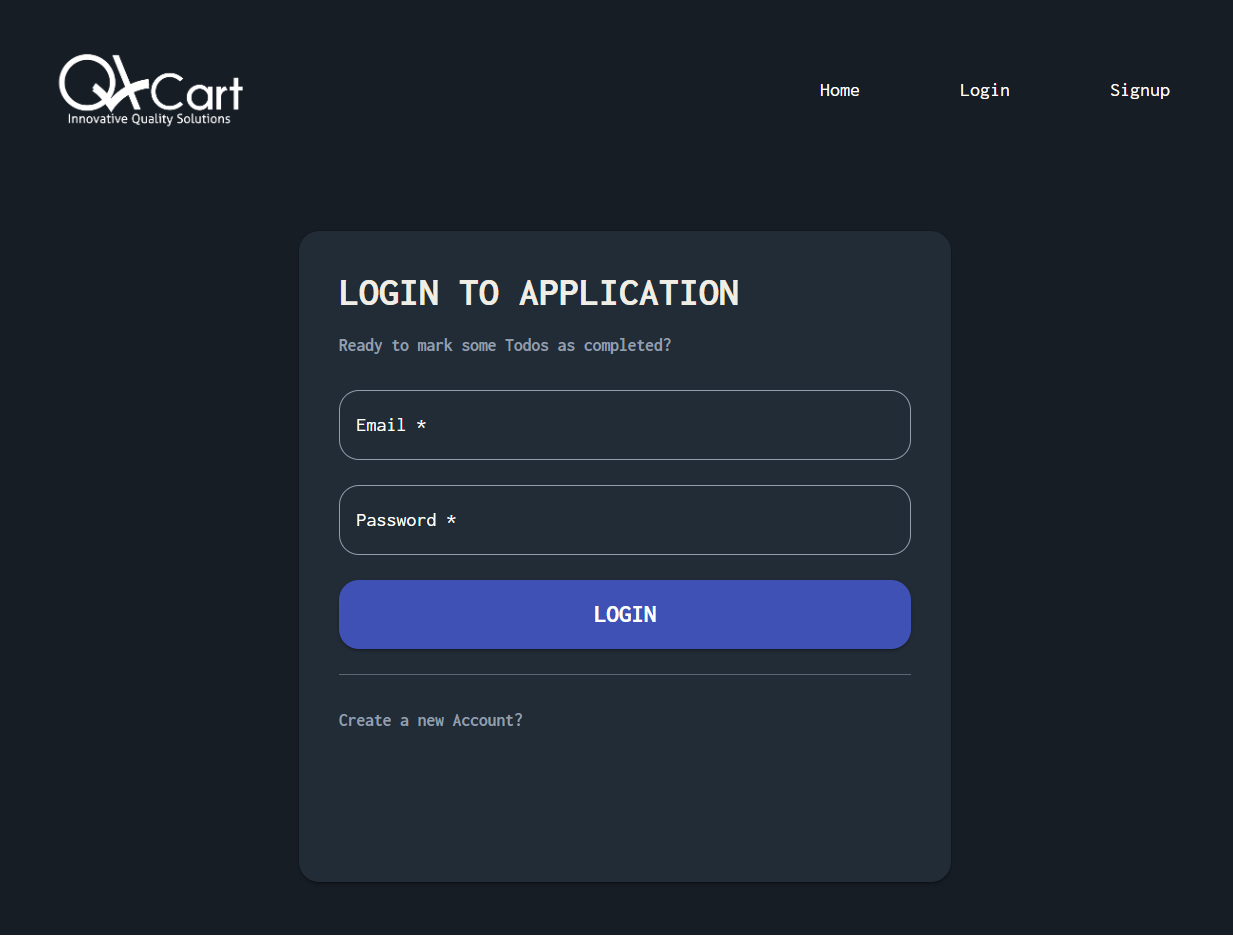 QACart
Innovative Quality Solutions
Home
Login
Signup
LOGIN TO APPLICATION
Ready to mark some Todos as completed?
Email *
Password *
LOGIN
Create a new Account?